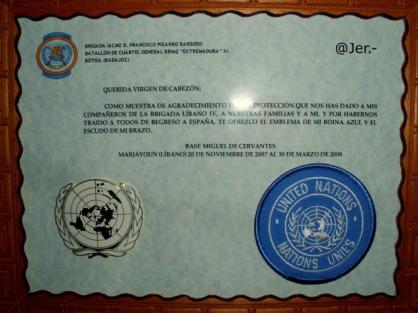 BRIGADA IACMZ D. FRANCISCO PIZARRO BARBERO
BATALLÓN DE CUARTEL GENERAL BRIMZ "EXTREMADURA" XI
BOTOA (BADAJOZ)
@Jer.-
QUERIDA VIRGEN DE CABEZÓN:
COMO MUESTRA DE AGRADECIMIENTO PROTECCIÓN QUE NOS HAS DADO A MIS
COMPAÑEROS DE LA BRIGADA LÍBANO IV, A NUESTRAS FAMILIAS Y A MI, Y POR HABERNOS
TRAIDO A TODOS DE REGRESO A ESPAÑA, TE OFREZCO EL EMBLEMA DE MI BOINA AZUL Y EL
ESCUDO DE MI BRAZO.
BASE MIGUEL DE CERVANTES
MARJAYOUN (LÍBANO) 20 DE NOVIEMBRE DE 2007 AL 30 DE MARZO DE 2008
UNITED NATIONS
NATIONS UNIES